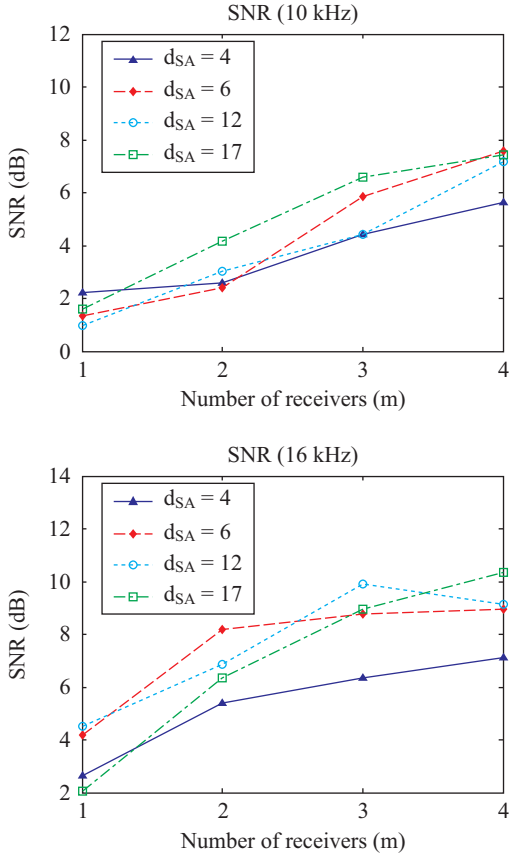 SNR (10 kHz)
12
10
8
6
4
2
0
SNR (dB)
d_SA = 4
d_SA = 6
d_SA = 12
d_SA = 17
1 2 3 4
Number of receivers (m)
SNR (16 kHz)
14
12
10
8
6
4
2
SNR (dB)
d_SA = 4
d_SA = 6
d_SA = 12
d_SA = 17
1 2 3 4
Number of receivers (m)